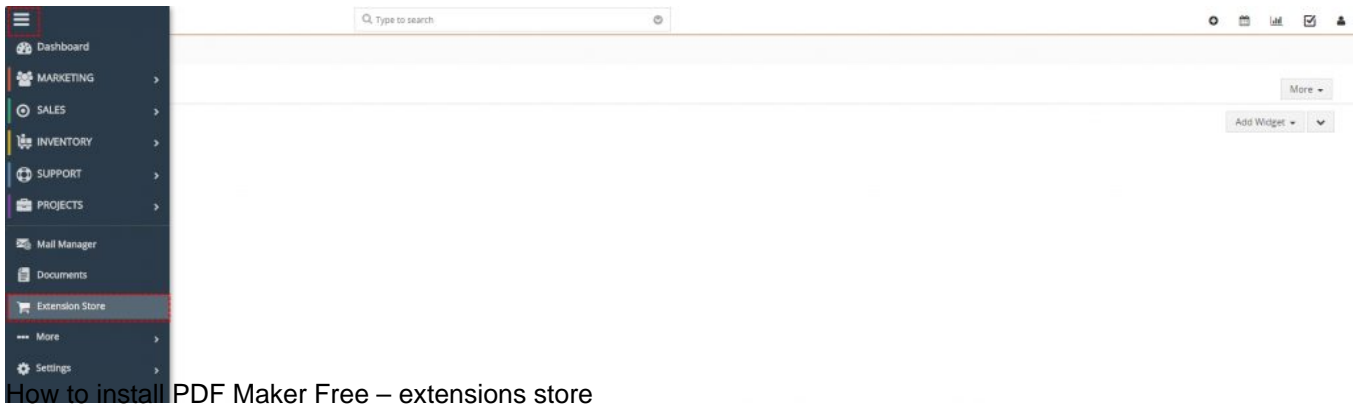 Type to search
Dashboard
MARKETING
More
SALES
Add Widget
INVENTORY
SUPPORT
PROJECTS
Mail Manager
Documents
Extension Store
More
Settings
How to install PDF Maker Free – extensions store